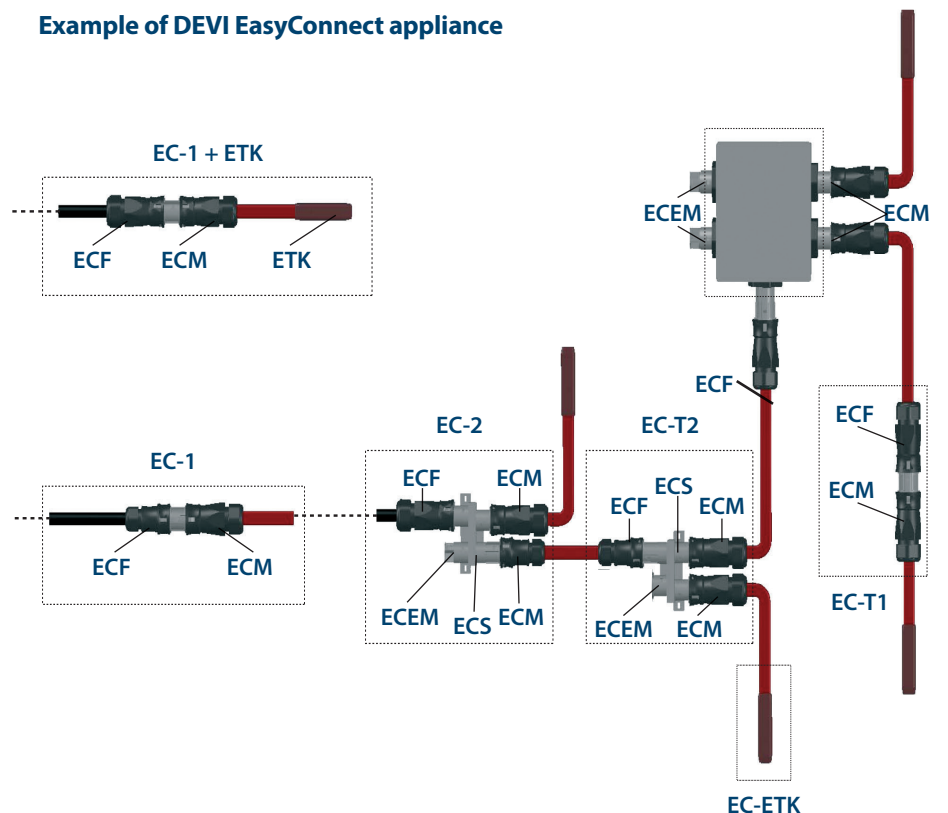 Example of DEVI EasyConnect appliance
EC-1 + ETK
ECF ECM ETK
ECEM ECM
ECF
EC-1
ECF ECM
EC-2
ECF ECM
ECEM ECS ECM
EC-T2
ECF ECS ECM
ECEM ECM
ECF
ECM
EC-T1
EC-ETK